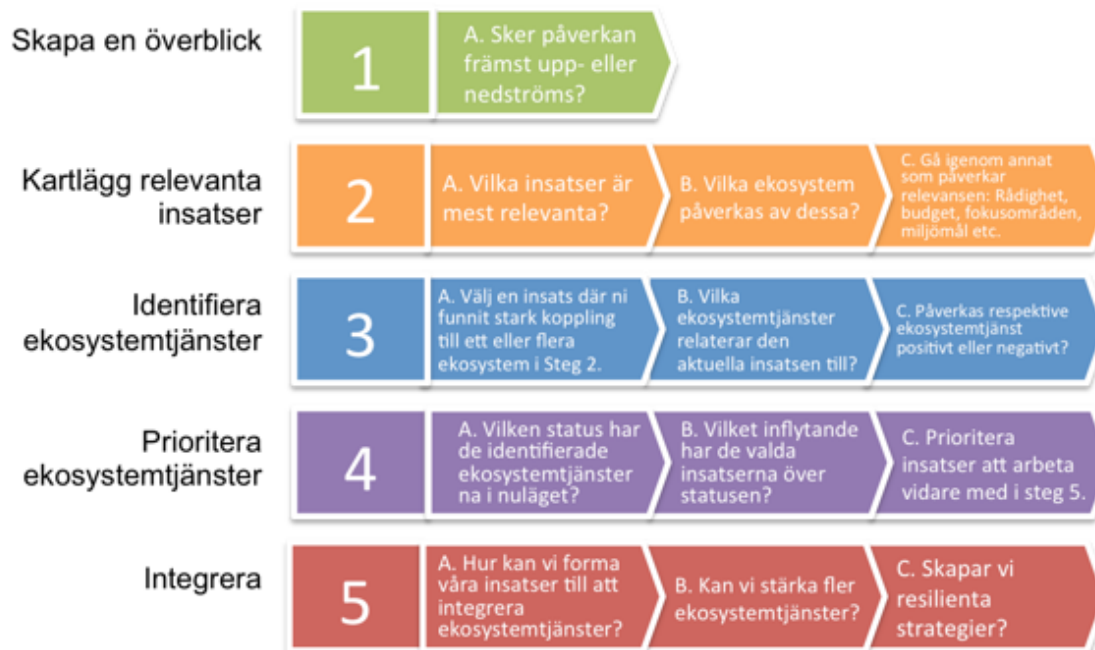 Skapa en överblick
1
A. Sker påverkan
främst upp- eller
nedströms?
Kartlägg relevanta
insatser
2
A. Vilka insatser är
mest relevanta?
B. Vilka ekosystem
påverkas av dessa?
C. Gå igenom annat
som påverkar
relevansen: Rådighet,
budget, fokusområden,
miljömål etc.
Identifiera
ekosystemtjänster
3
A. Välj en insats där ni
funnit stark koppling
till ett eller flera
ekosystem i Steg 2.
B. Vilka
ekosystemtjänster
relaterar den
aktuella insatsen till?
C. Påverkas respektive
ekosystemtjänst
positivt eller negativt?
Prioritera
ekosystemtjänster
4
A. Vilken status har
de identifierade
ekosystemtjänster
na i nuläget?
B. Vilket inflytande
har de valda
insatserna över
statusen?
C. Prioritera
insatser att arbeta
vidare med i steg 5.
Integrera
5
A. Hur kan vi forma
våra insatser till att
integrera
ekosystemtjänster?
B. Kan vi stärka fler
ekosystemtjänster?
C. Skapar vi
resilienta
strategier?